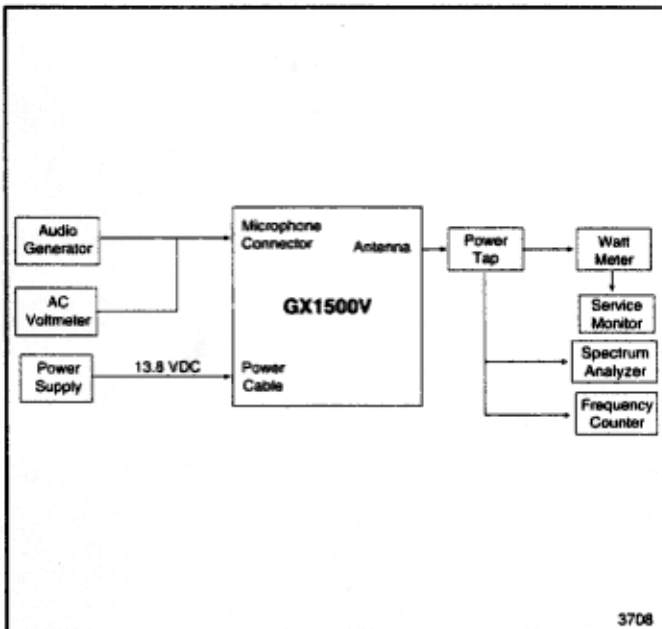 Audio
Generator
AC
Voltmeter
Power
Supply
13.8 VDC
Microphone
Connector
Antenna
GX1500V
Power
Cable
Power
Tap
Watt
Meter
Service
Monitor
Spectrum
Analyzer
Frequency
Counter
3708